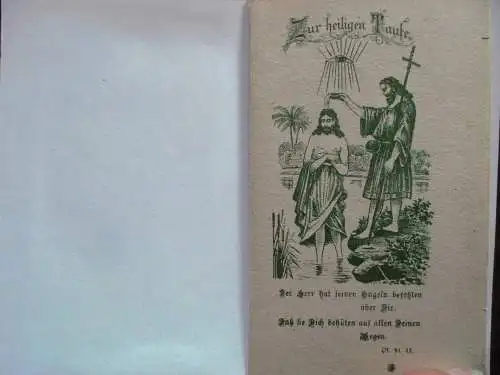 Zur heiligen Taufe.
Der Herr hat seinen Engeln befohlen
über Dir,
Daß sie Dich behüten auf allen Deinen
Wegen.
Pf. 91. 11.